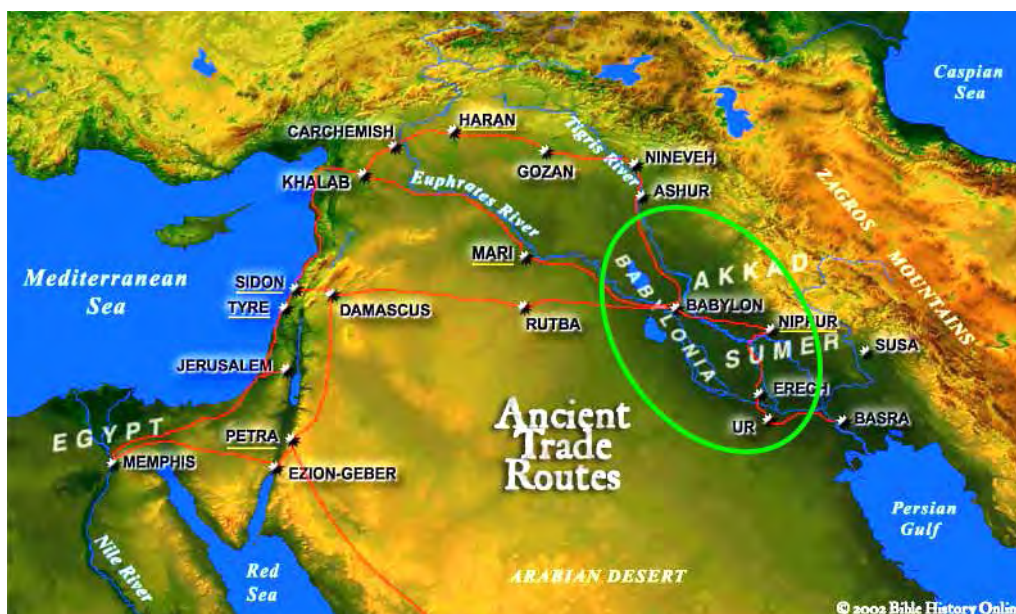 Caspian
Sea
HARAN
CARCHEMISH
Tigris River
NINEVEH
GOZAN
KHALAB
Euphrates River
ASHUR
ZAGROS
MOUNTAINS
MARI
AKKAD
Mediterranean
Sea
SIDON
TYRE
DAMASCUS
BABYLONIA
BABYLON
RUTBA
NIPPUR
SUMER
SUSA
JERUSALEM
ERECH
Ancient
Trade
Routes
UR
BASRA
EGYPT
PETRA
MEMPHIS
EZION-GEBER
Persian
Gulf
Nile River
Red
Sea
ARABIAN DESERT
© 2002 Bible History Online